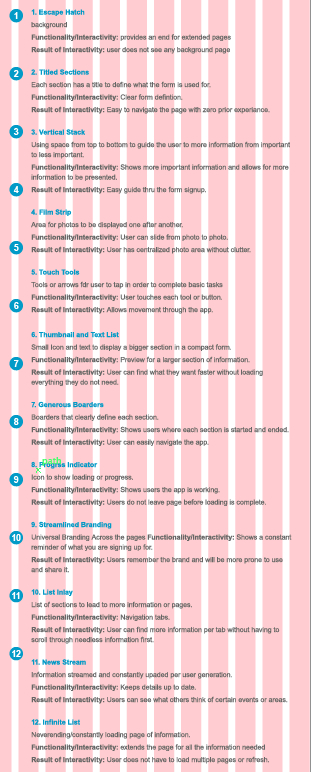 1
1. Escape Hatch
background
Functionality/Interactivity: provides an end for extended pages
Result of Interactivity: user does not see any background page
2
2. Titled Sections
Each section has a title to define what the form is used for.
Functionality/Interactivity: Clear form defintion.
Result of Interactivity: Easy to navigate the page with zero prior experiance.
3
3. Vertical Stack
Using space from top to bottom to guide the user to more information from important
to less important.
Functionality/Interactivity: Shows more important information and allows for more
information to be presented.
4
Result of Interactivity: Easy guide thru the form signup.
4. Film Strip
Area for photos to be displayed one after another.
Functionality/Interactivity: User can slide from photo to photo.
5
Result of Interactivity: User has centralized photo area without clutter.
5. Touch Tools
Tools or arrows fdr user to tap in order to complete basic tasks
Functionality/Interactivity: User touches each tool or button.
6
Result of Interactivity: Allows movement through the app.
6. Thumbnail and Text List
Small Icon and text to display a bigger section in a compact form.
7
Functionality/Interactivity: Preview for a larger section of information.
Result of Interactivity: User can find what they want faster without loading
everything they do not need.
7. Generous Boarders
Boarders that clearly define each section.
8
Functionality/Interactivity: Shows users where each section is started and ended.
Result of Interactivity: User can easily navigate the app.
path
8. Progress Indicator
9
Icon to show loading or progress.
Functionality/Interactivity: Shows users the app is working.
Result of Interactivity: Users do not leave page before loading is complete.
9. Streamlined Branding
10
Universal Branding Across the pages Functionality/Interactivity: Shows a constant
reminder of what you are signing up for.
Result of Interactivity: Users remember the brand and will be more prone to use
and share it.
11
10. List Inlay
List of sections to lead to more information or pages.
Functionality/Interactivity: Navigation tabs.
Result of Interactivity: User can find more information per tab without having to
scroll through needless information first.
12
11. News Stream
Information streamed and constantly upaded per user generation.
Functionality/Interactivity: Keeps details up to date.
Result of Interactivity: Users can see what others think of certain events or areas.
12. Infinite List
Neverending/constantly loading page of information.
Functionality/Interactivity: extends the page for all the information needed
Result of Interactivity: User does not have to load multiple pages or refresh,